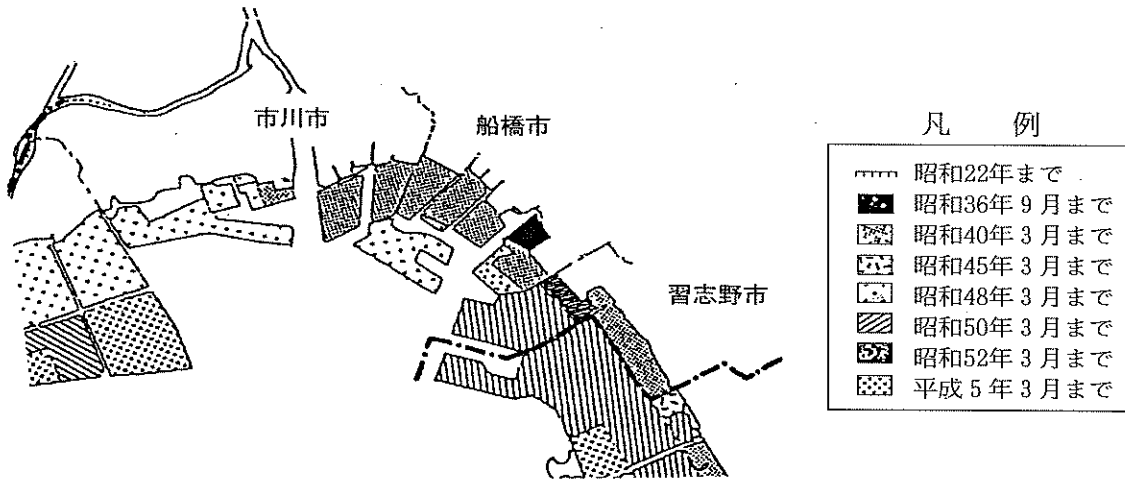 市川市
船橋市
習志野市
凡例
昭和22年まで
昭和36年9月まで
昭和40年3月まで
昭和45年3月まで
昭和48年3月まで
昭和50年3月まで
昭和52年3月まで
平成5年3月まで